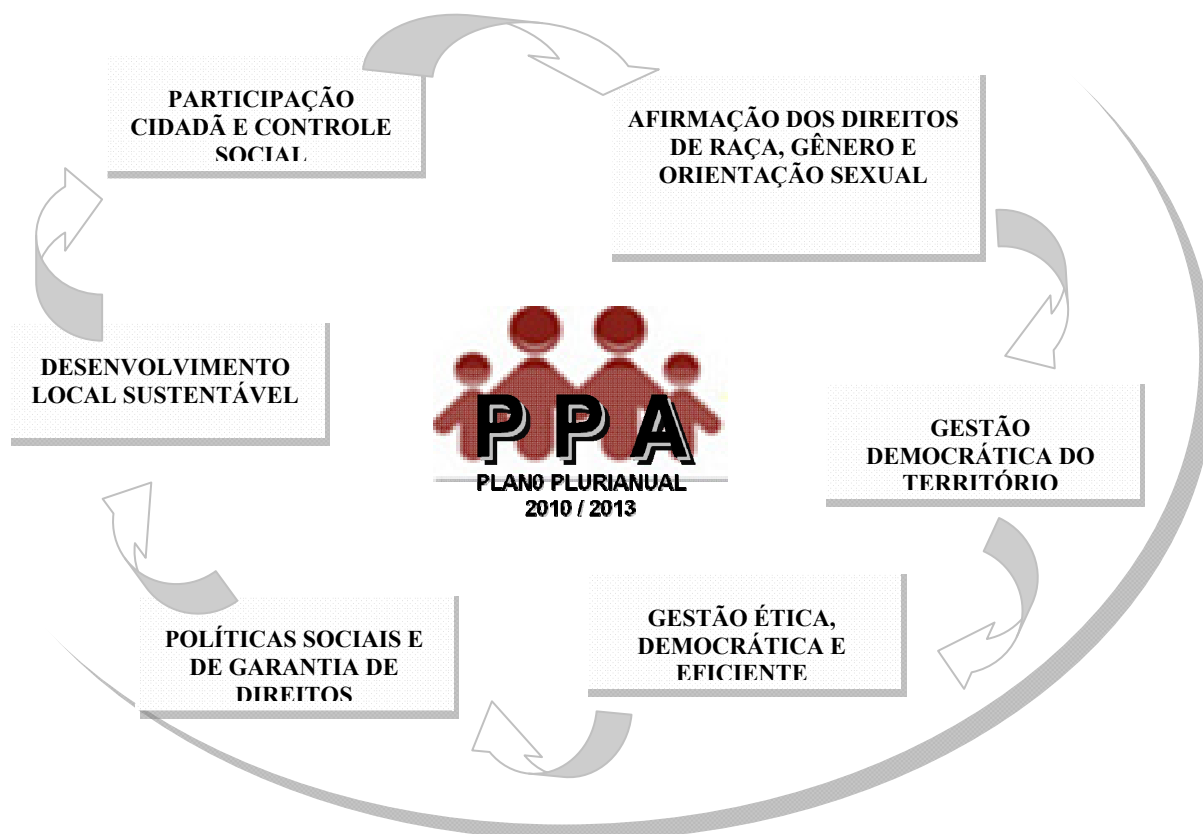 PARTICIPAÇÃO
CIDADÃ E CONTROLE
SOCIAL
AFIRMAÇÃO DOS DIREITOS
DE RAÇA, GÊNERO E
ORIENTAÇÃO SEXUAL
DESENVOLVIMENTO
LOCAL SUSTENTÁVEL
PPA
PLANO PLURIANUAL
2010 / 2013
GESTÃO
DEMOCRÁTICA DO
TERRITÓRIO
POLÍTICAS SOCIAIS E
DE GARANTIA DE
DIREITOS
GESTÃO ÉTICA,
DEMOCRÁTICA E
EFICIENTE